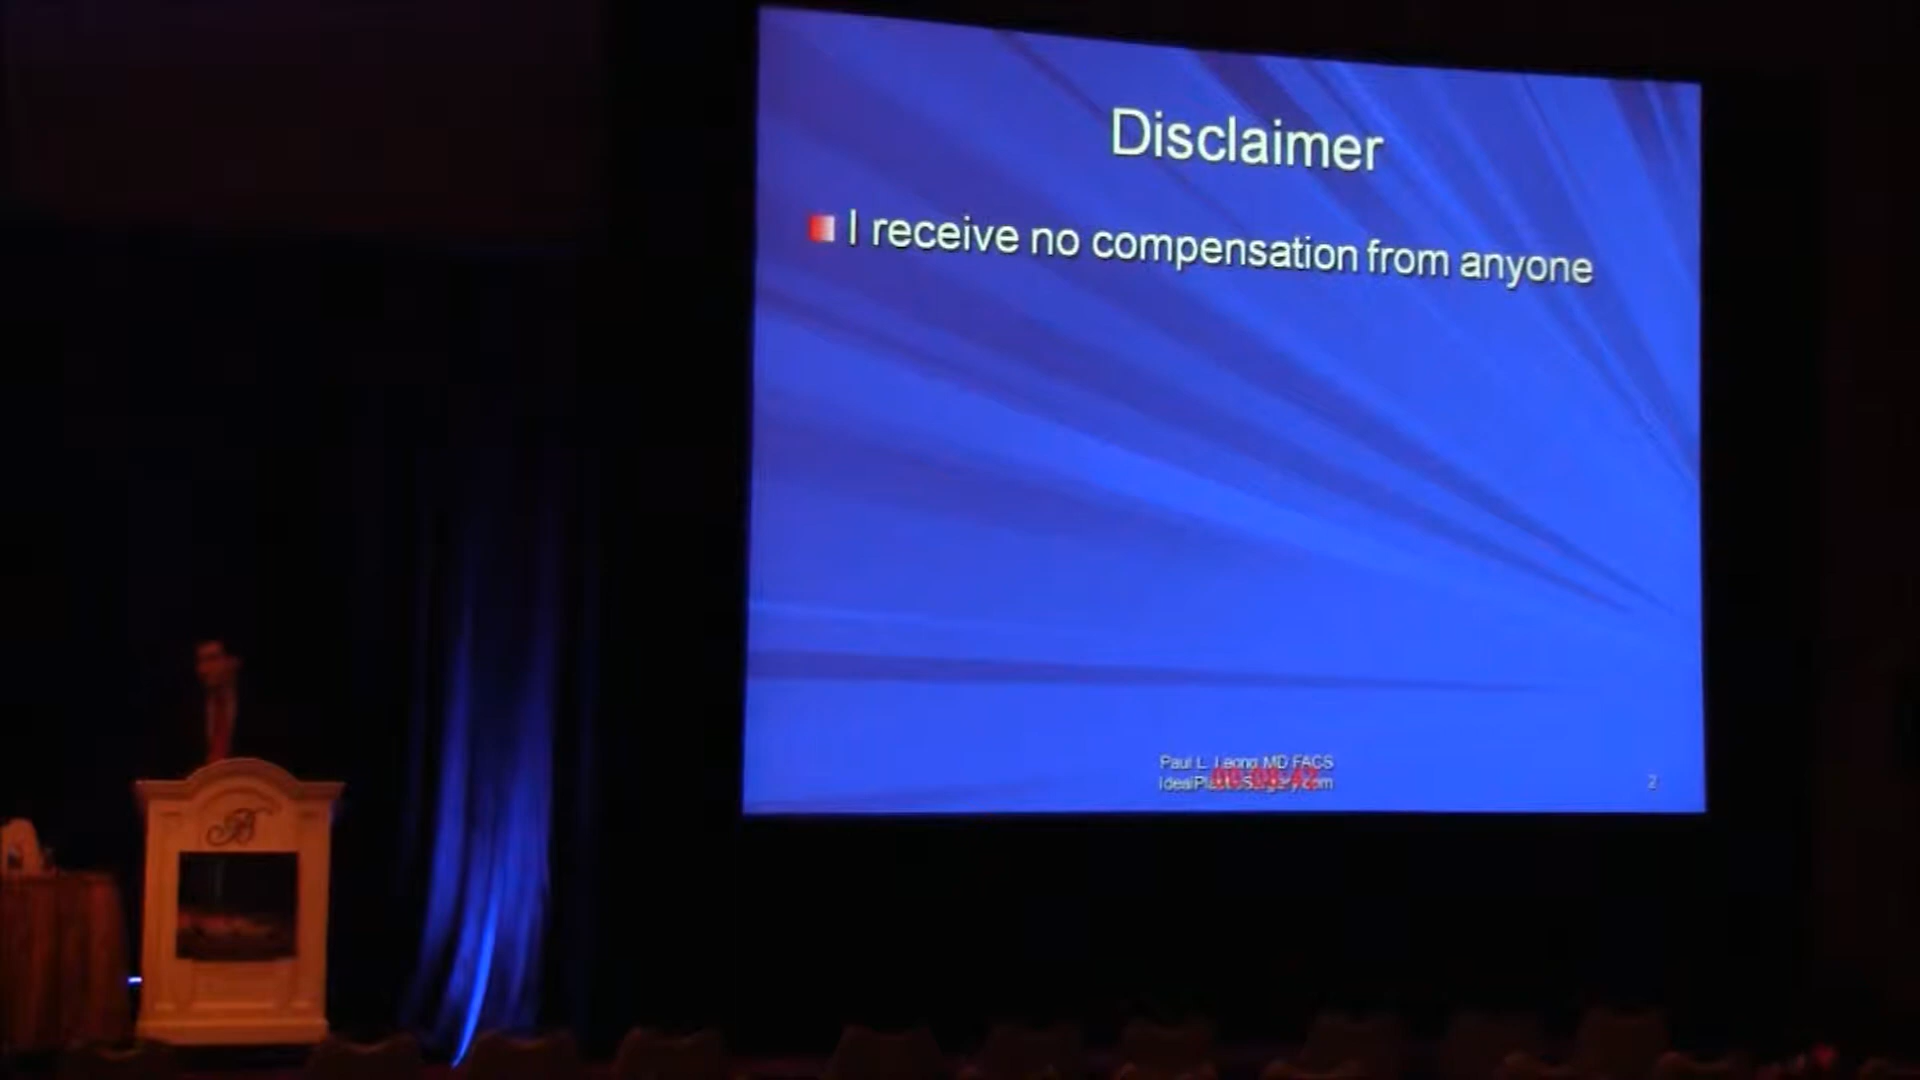 Disclaimer
I receive no compensation from anyone
Paul L. Leong MD FACS
2